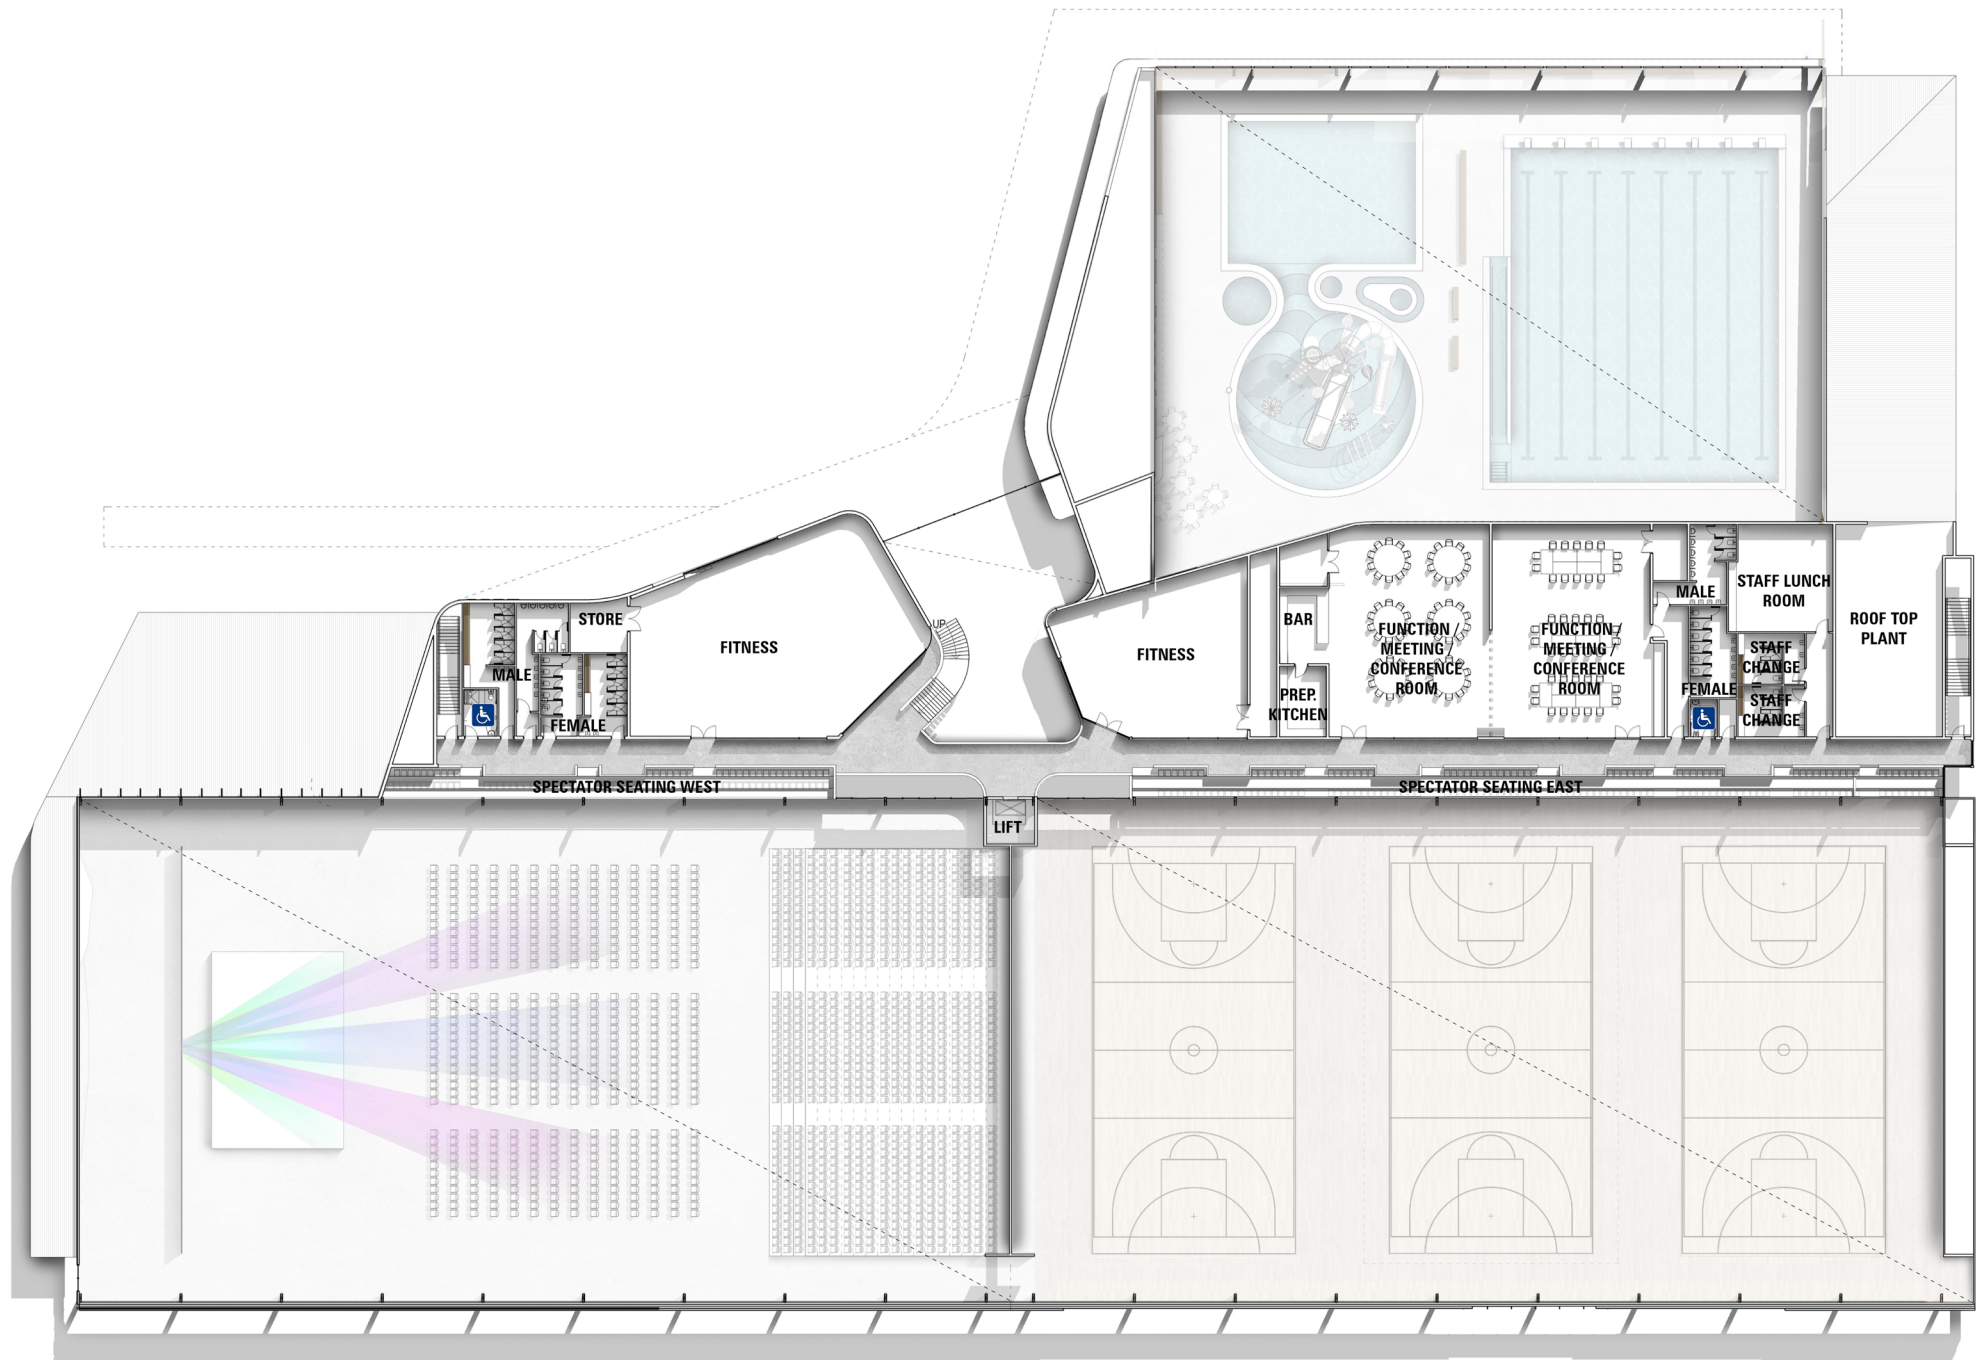 STORE
FITNESS
MALE
FEMALE
UP
FITNESS
BAR
PREP.
KITCHEN
FUNCTION /
MEETING /
CONFERENCE
ROOM
FUNCTION /
MEETING /
CONFERENCE
ROOM
MALE
FEMALE
STAFF LUNCH
ROOM
STAFF
CHANGE
STAFF
CHANGE
ROOF TOP
PLANT
SPECTATOR SEATING WEST
SPECTATOR SEATING EAST
LIFT